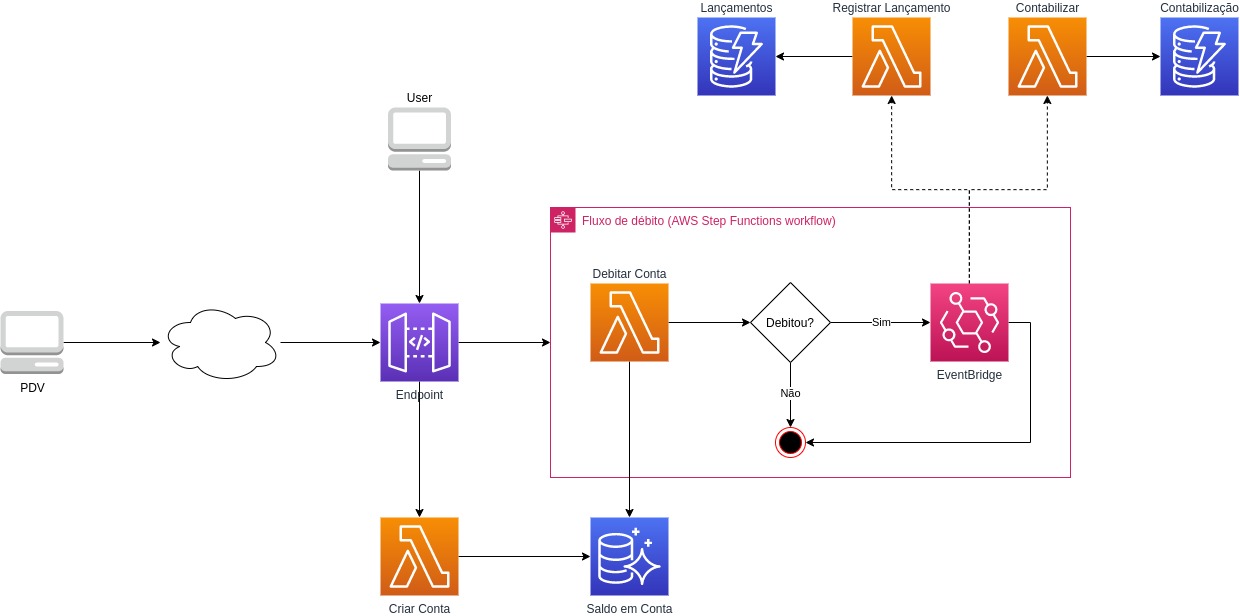 Lançamentos
Registrar Lançamento
Contabilizar
Contabilização
User
Fluxo de débito (AWS Step Functions workflow)
Debitar Conta
Debitou?
Sim
EventBridge
Não
PDV
Endpoint
Criar Conta
Saldo em Conta